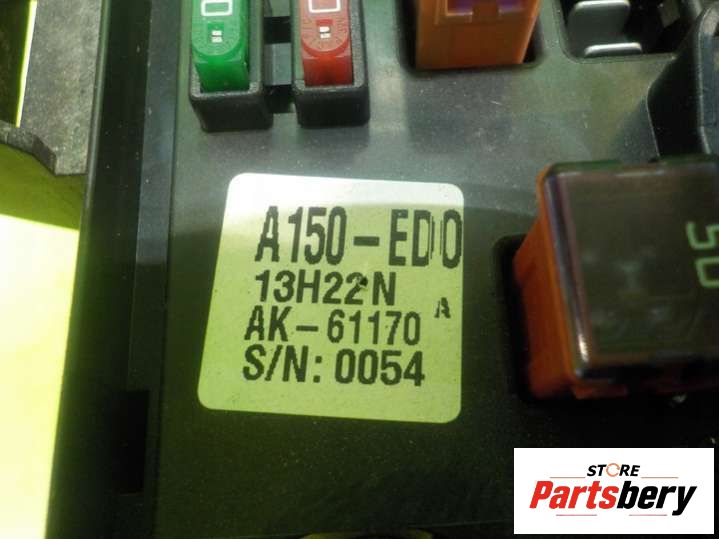 A150-ED0
13H22N
AK-61170 A
S/N: 0054
50
STORE
Partsbery